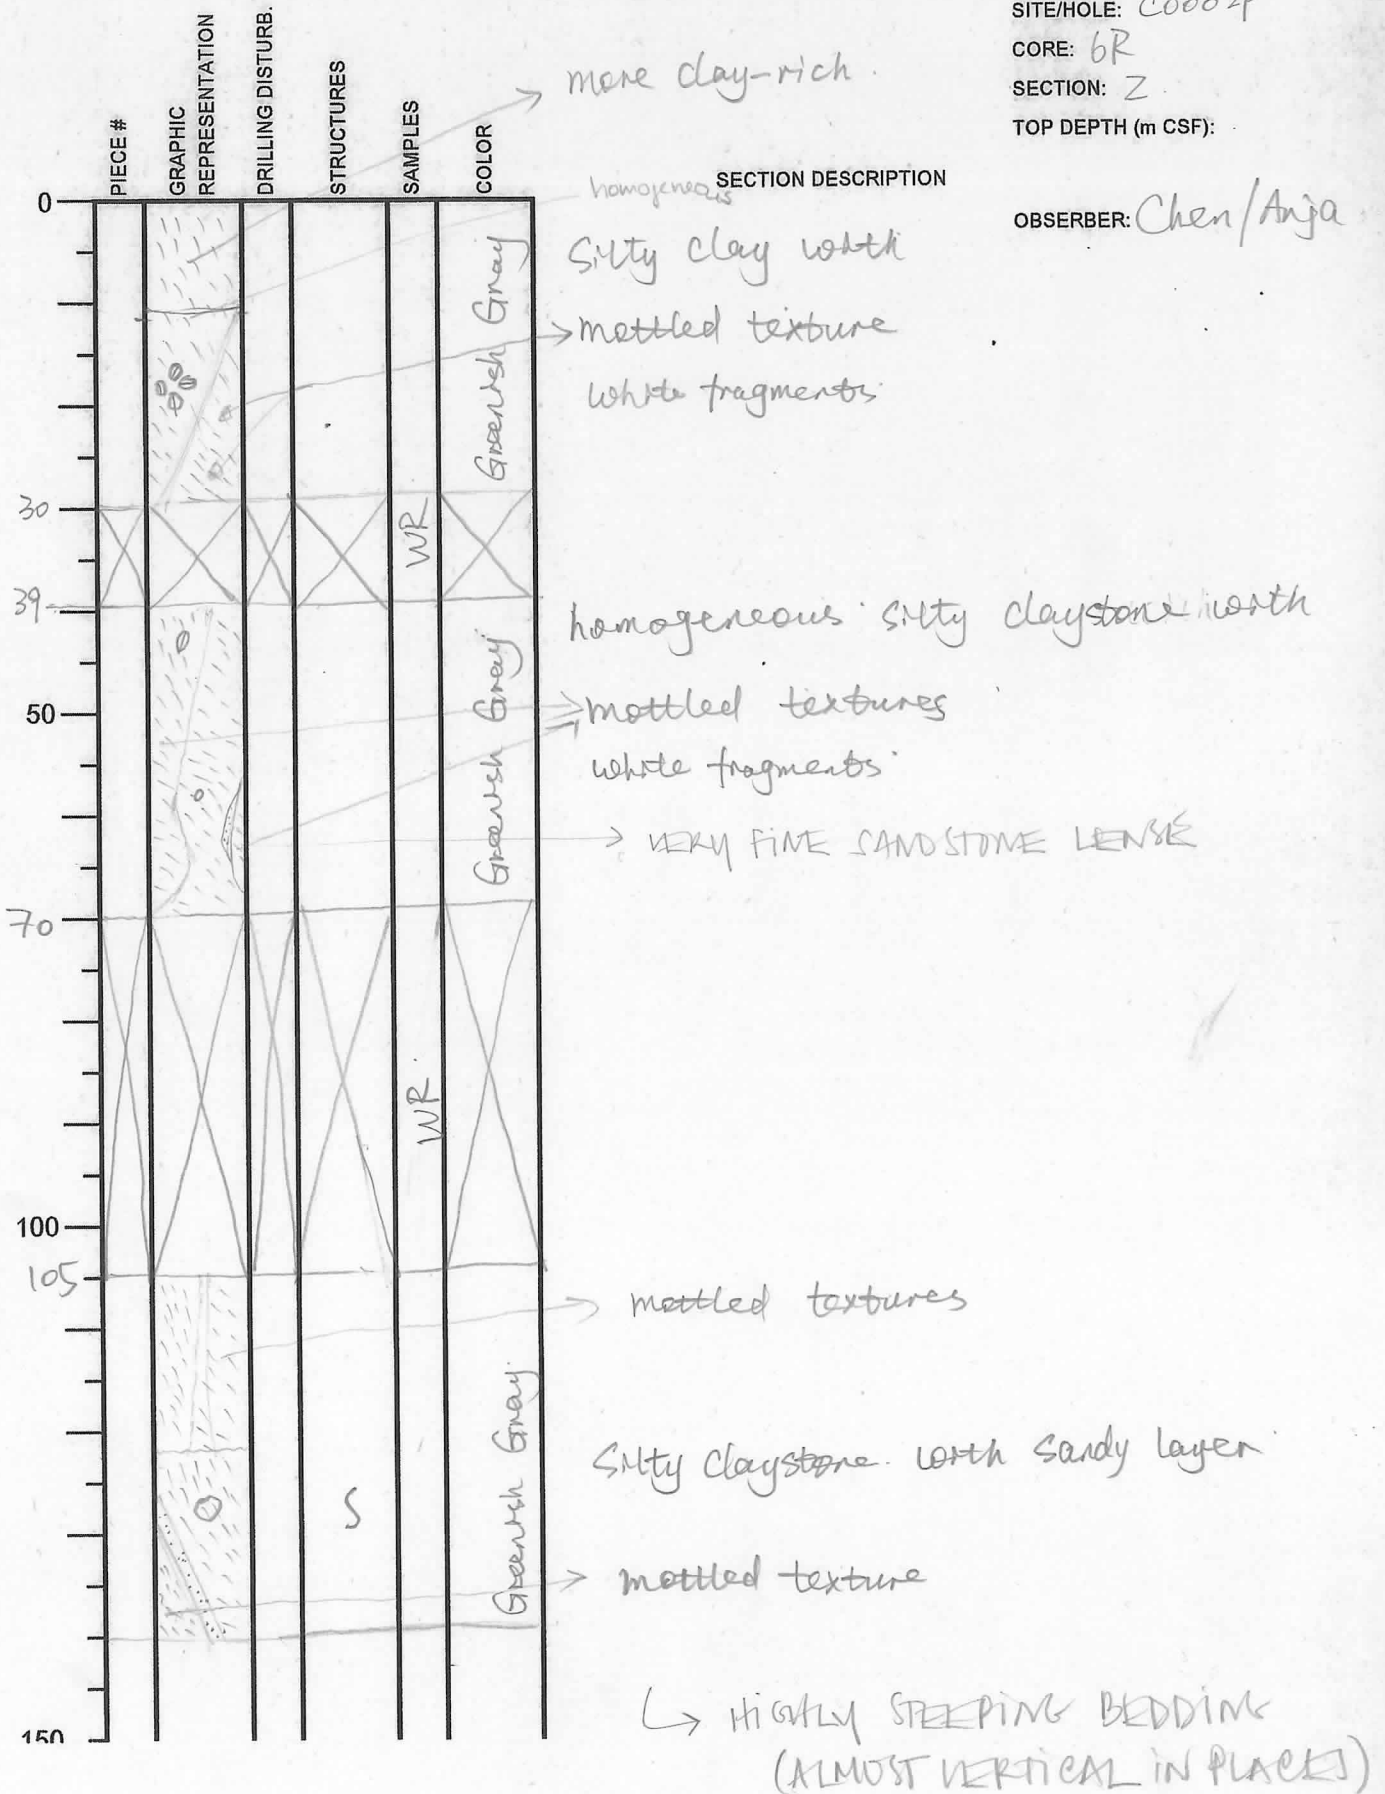 SITE/HOLE: C0002P
CORE: 6R
SECTION: 2
TOP DEPTH (m CSF):
OBSERBER: Chen/Anja
PIECE #
GRAPHIC REPRESENTATION
DRILLING DISTURB.
STRUCTURES
SAMPLES
COLOR
SECTION DESCRIPTION
more clay-rich.
homogeneous
0
Silty clay with
mottled texture
white fragments
Greenish Gray
30
WR
39
homogeneous silty claystone with
50
mottled textures
white fragments
Greenish Gray
VERY FINE SANDSTONE LENSE
70
WR
100
105
mottled textures
Greenish Gray
Silty claystone. with sandy layer
S
mottled texture
150
HIGHLY STEEPING BEDDING
(ALMOST VERTICAL IN PLACES)